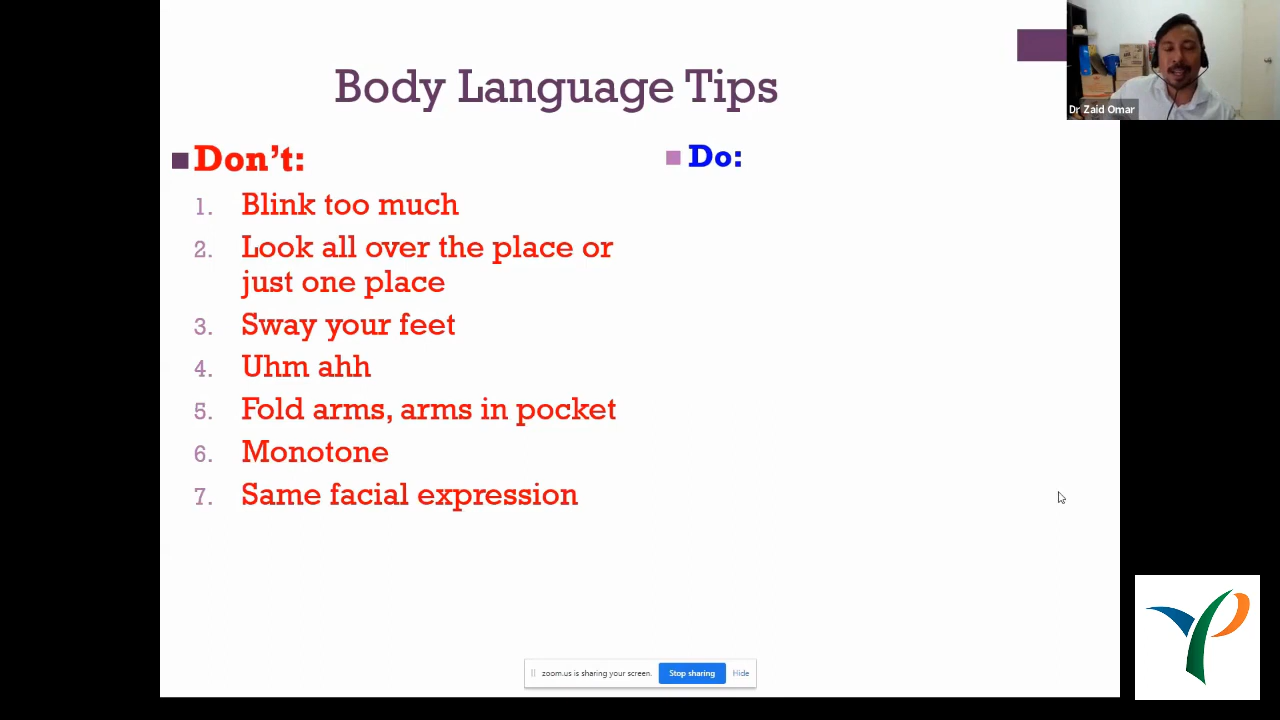 Body Language Tips
Dr Zaid Omar
Don't:
1. Blink too much
2. Look all over the place or
just one place
3. Sway your feet
4. Uhm ahh
5. Fold arms, arms in pocket
6. Monotone
7. Same facial expression
Do:
zoom.us is sharing your screen. Stop sharing Hide